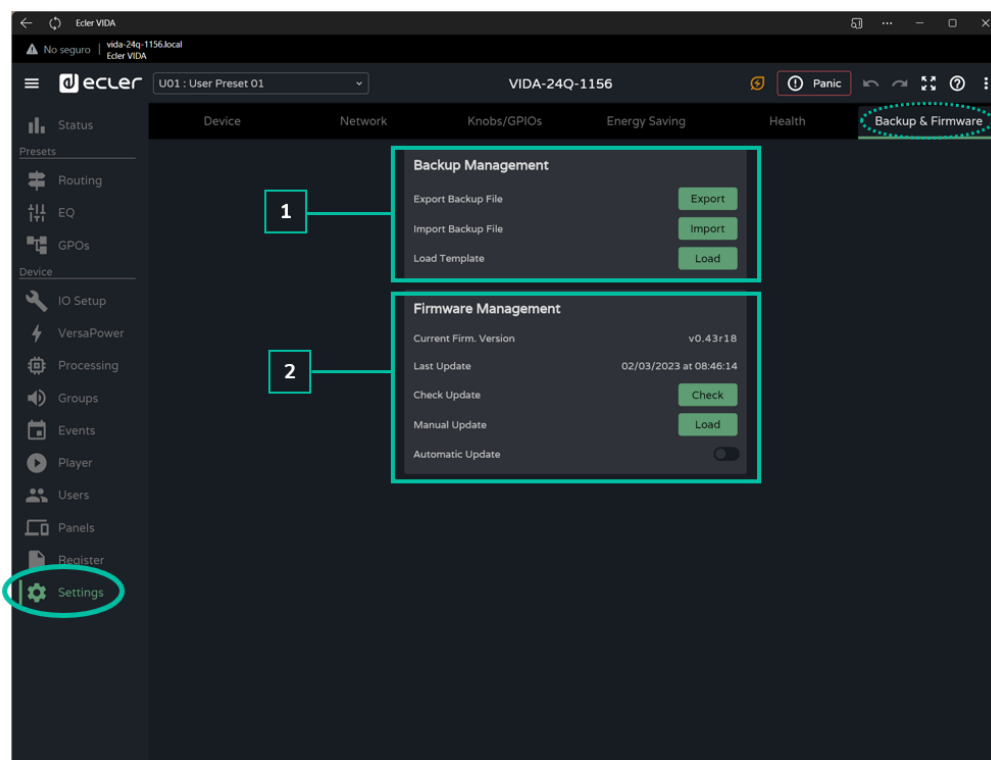 Ecler VIDA
No seguro
vida-24q-1156.local
Ecler VIDA
ecler
U01 : User Preset 01
VIDA-24Q-1156
Panic
Status
Device
Network
Knobs/GPIOs
Energy Saving
Health
Backup & Firmware
Presets
Routing
EQ
GPOs
Device
IO Setup
VersaPower
Processing
Groups
Events
Player
Users
Panels
Register
Settings
1
Backup Management
Export Backup File
Export
Import Backup File
Import
Load Template
Load
2
Firmware Management
Current Firm. Version
v0.43r18
Last Update
02/03/2023 at 08:46:14
Check Update
Check
Manual Update
Load
Automatic Update